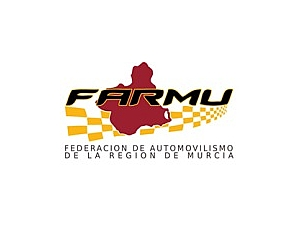 FARMU
FEDERACION DE AUTOMOVILISMO
DE LA REGION DE MURCIA